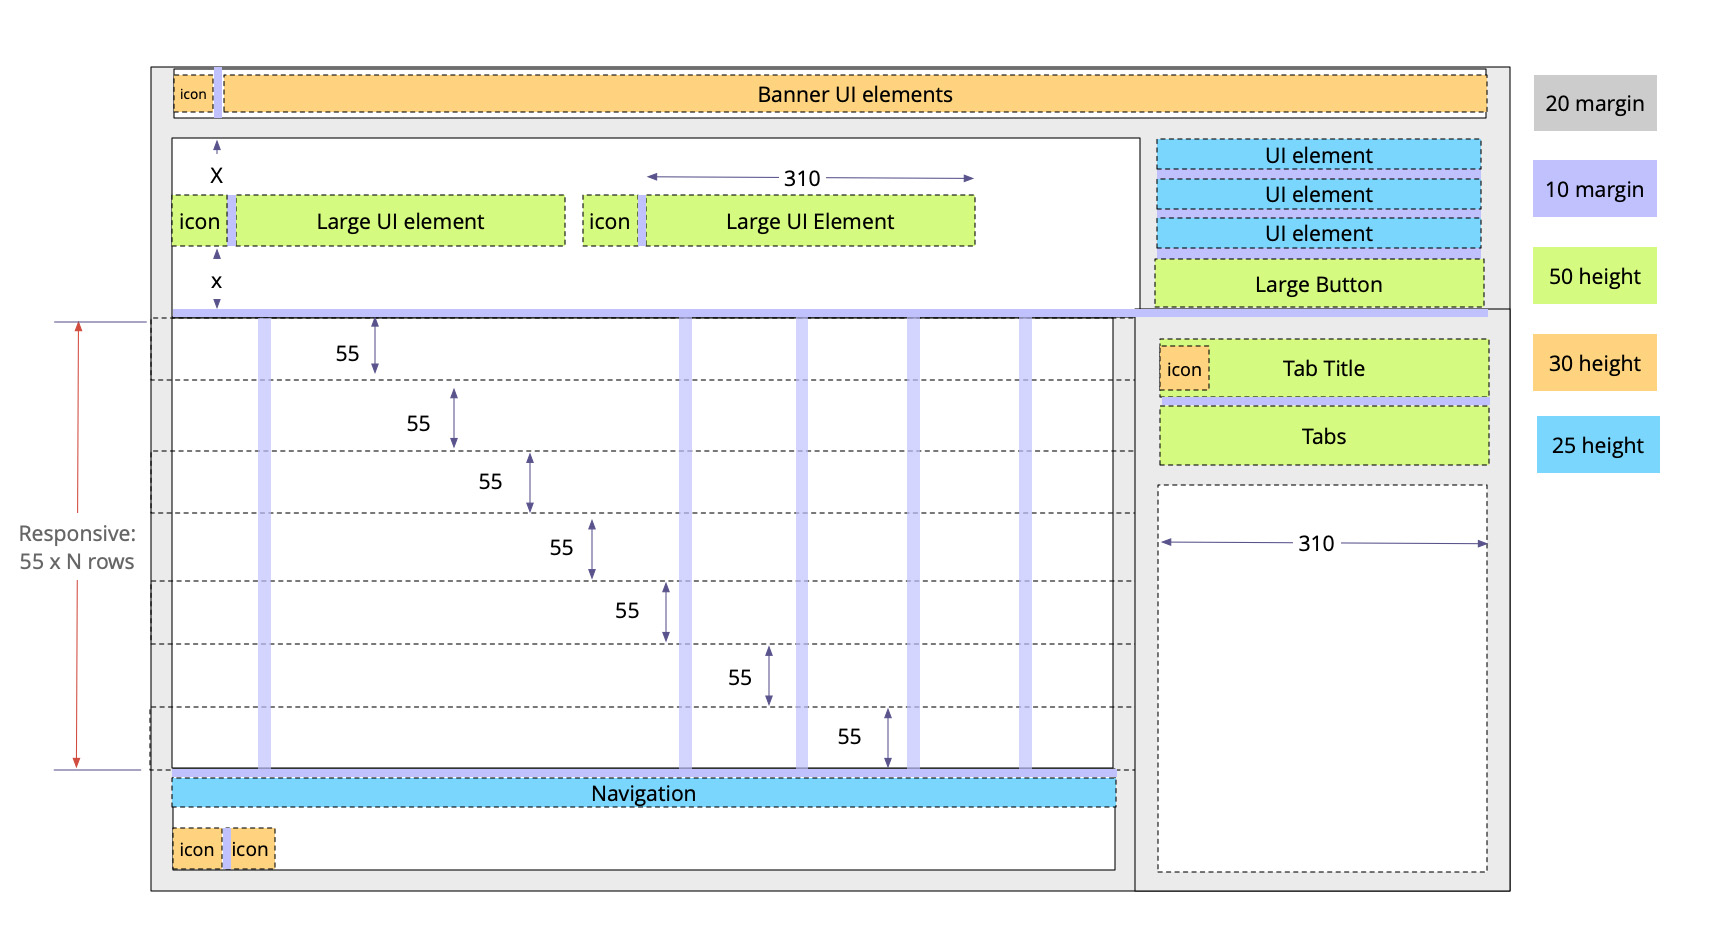 icon
Banner UI elements
20 margin
X
310
UI element
10 margin
UI element
icon
Large UI element
icon
Large UI Element
UI element
x
Large Button
50 height
55
icon
Tab Title
30 height
55
Tabs
25 height
55
Responsive:
55 x N rows
55
310
55
55
55
Navigation
icon
icon